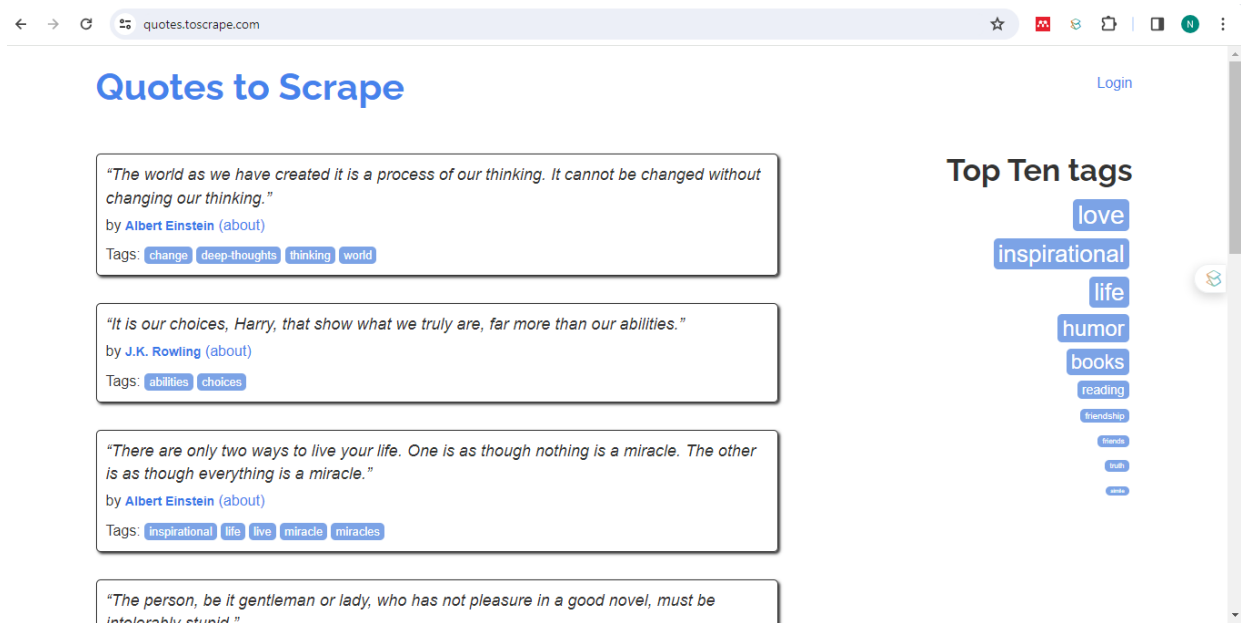 quotes.toscrape.com
N
Quotes to Scrape
Login
“The world as we have created it is a process of our thinking. It cannot be changed without
changing our thinking.”
by Albert Einstein (about)
Tags: change deep-thoughts thinking world
“It is our choices, Harry, that show what we truly are, far more than our abilities.”
by J.K. Rowling (about)
Tags: abilities choices
“There are only two ways to live your life. One is as though nothing is a miracle. The other
is as though everything is a miracle.”
by Albert Einstein (about)
Tags: inspirational life live miracle miracles
“The person, be it gentleman or lady, who has not pleasure in a good novel, must be
intolerably stupid.”
Top Ten tags
love
inspirational
life
humor
books
reading
friendship
friends
truth
simile